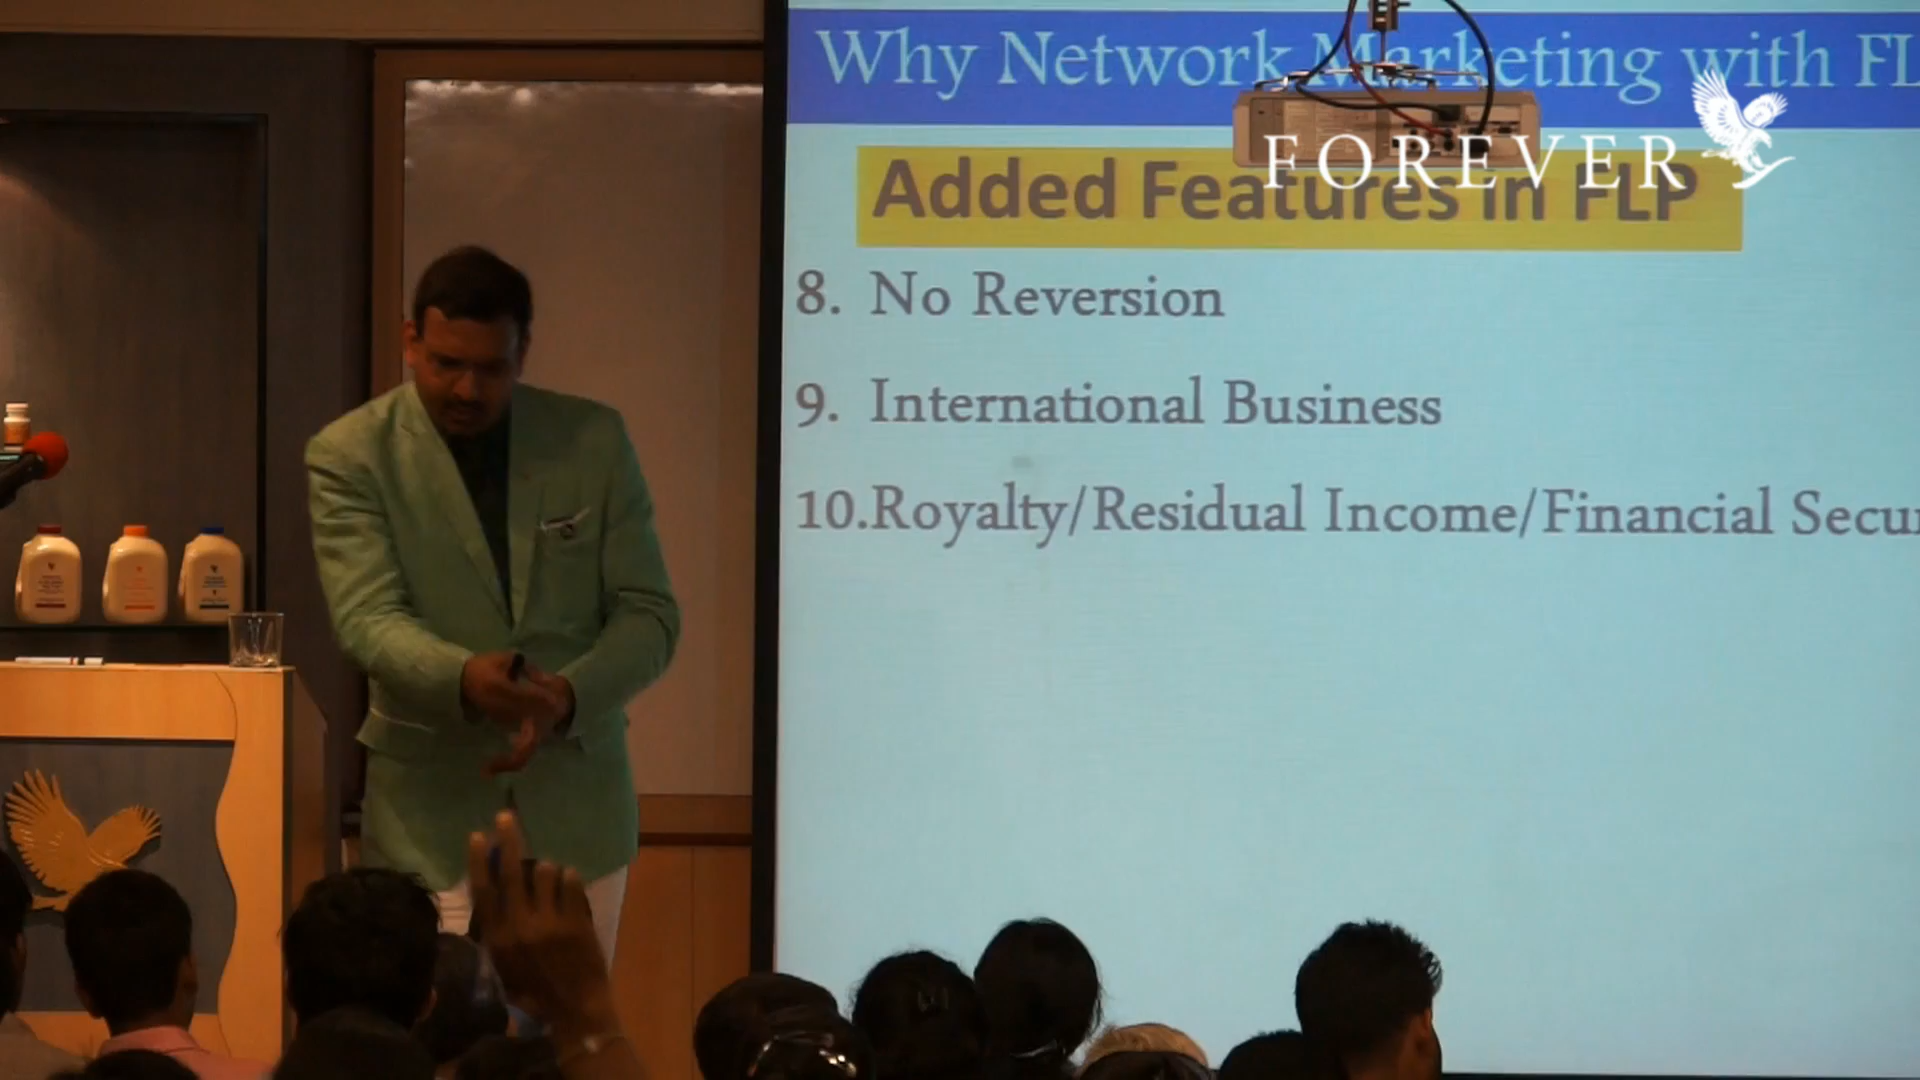 Why Network Marketing with FL
FOREVER
Added Features in FLP
8. No Reversion
9. International Business
10.Royalty/Residual Income/Financial Secu